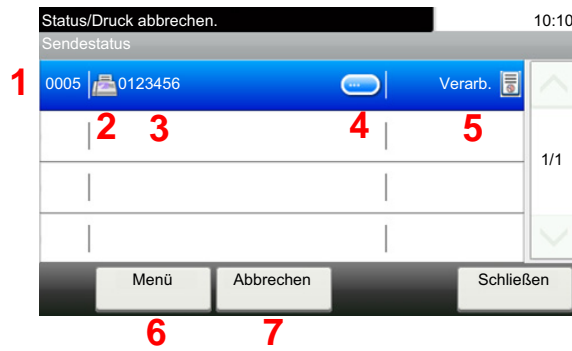 Status/Druck abbrechen. 10:10
Sendestatus
1 0005 0123456 Verarb.
2 3 4 5
1/1
Menü Abbrechen Schließen
6 7